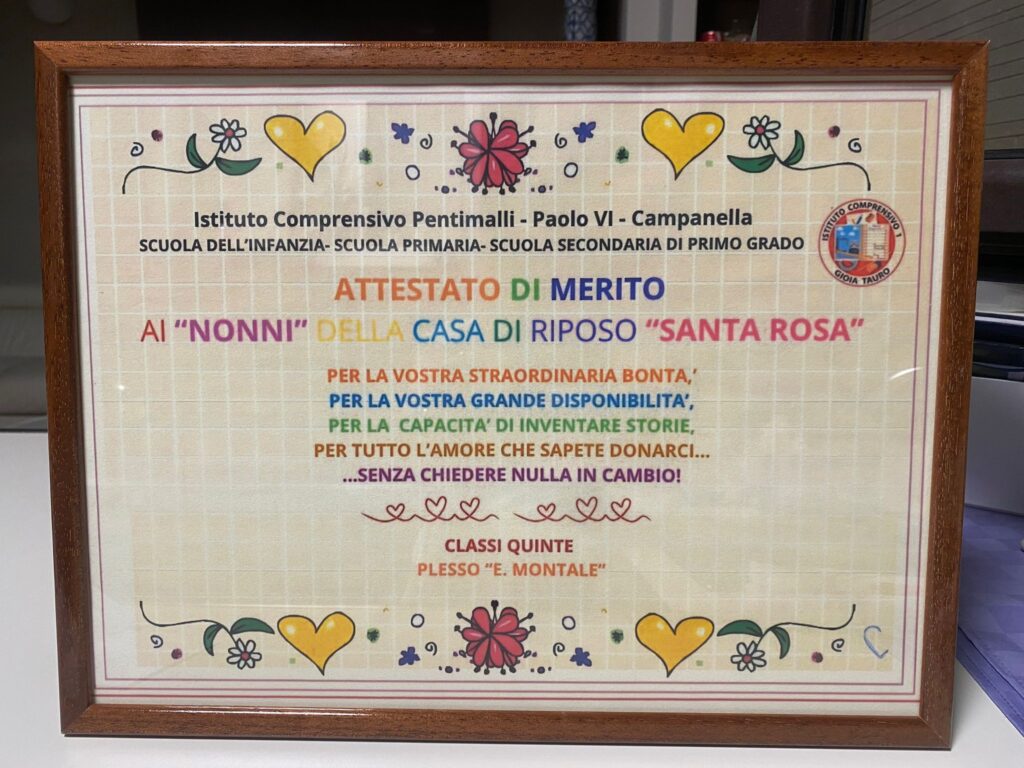 Istituto Comprensivo Pentimalli - Paolo VI - Campanella
SCUOLA DELL'INFANZIA- SCUOLA PRIMARIA- SCUOLA SECONDARIA DI PRIMO GRADO
ISTITUTO COMPRENSIVO 1
GIOIA TAURO
ATTESTATO DI MERITO
AI “NONNI” DELLA CASA DI RIPOSO “SANTA ROSA”
PER LA VOSTRA STRAORDINARIA BONTA,'
PER LA VOSTRA GRANDE DISPONIBILITA',
PER LA CAPACITA' DI INVENTARE STORIE,
PER TUTTO L'AMORE CHE SAPETE DONARCI...
...SENZA CHIEDERE NULLA IN CAMBIO!
CLASSI QUINTE
PLESSO “E. MONTALE”